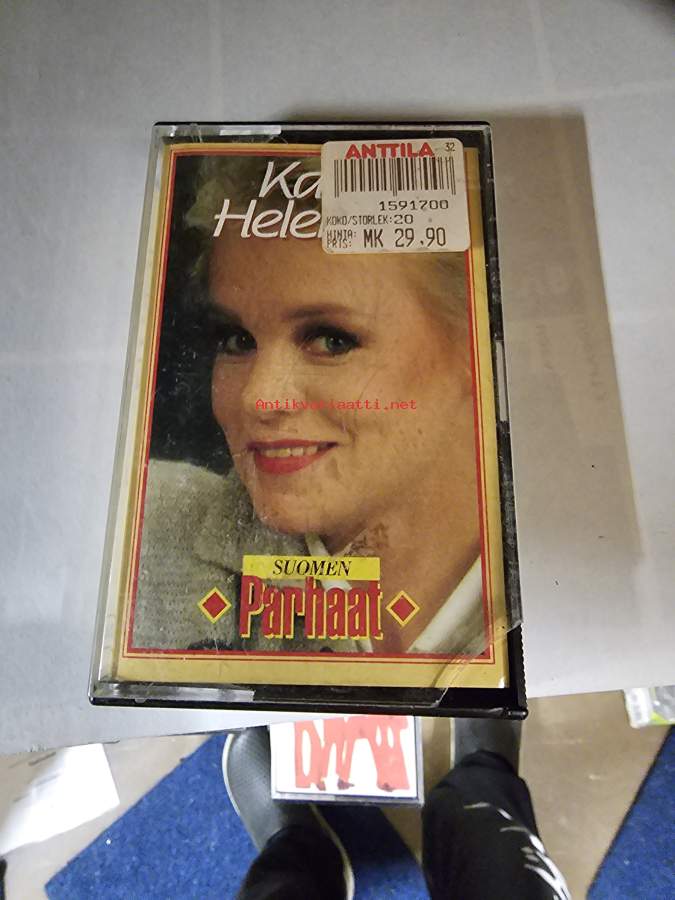 Ka
Hele
ANTTILA 32
1591700
KOKO/STORLEK:20
HINTA:
PRIS: MK 29.90
Antikvariaatti.net
SUOMEN
Parhaat